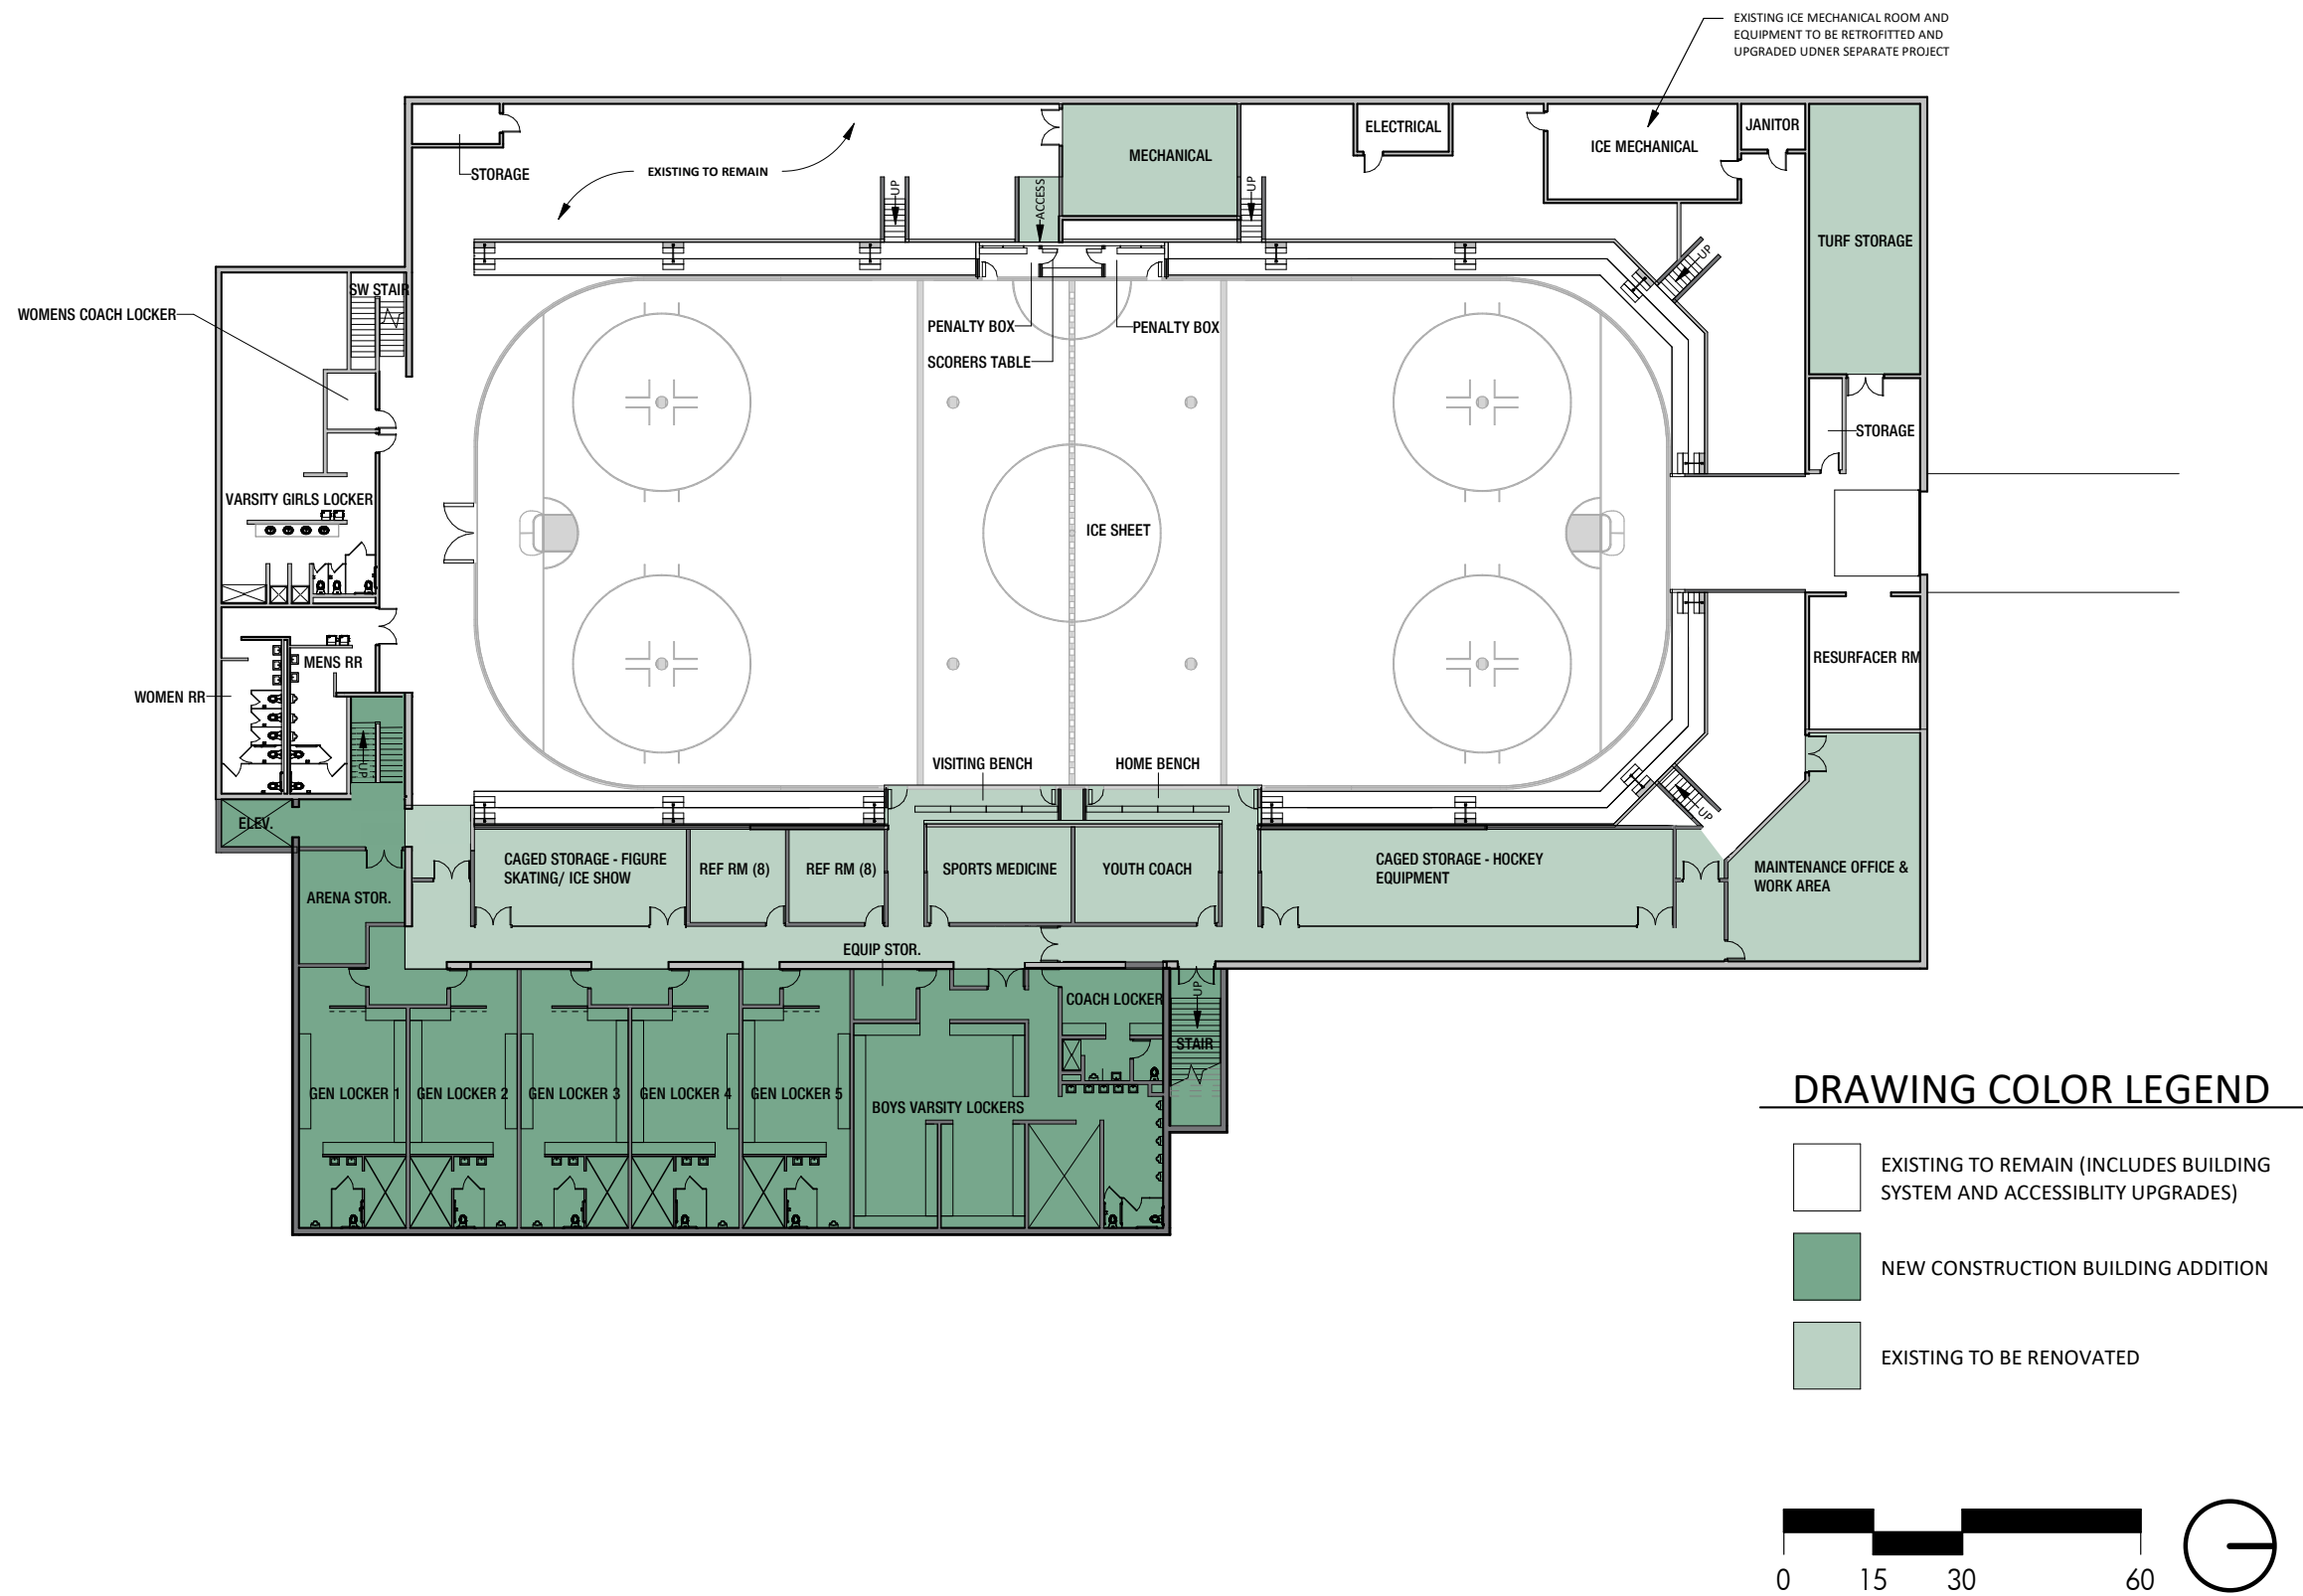 EXISTING ICE MECHANICAL ROOM AND
EQUIPMENT TO BE RETROFITTED AND
UPGRADED UDNER SEPARATE PROJECT
ELECTRICAL
JANITOR
ICE MECHANICAL
MECHANICAL
STORAGE
EXISTING TO REMAIN
UP
ACCESS
UP
TURF STORAGE
UP
SW STAIR
WOMENS COACH LOCKER
PENALTY BOX
PENALTY BOX
SCORERS TABLE
STORAGE
VARSITY GIRLS LOCKER
ICE SHEET
MENS RR
RESURFACER RM
WOMEN RR
UP
VISITING BENCH
HOME BENCH
UP
ELEV.
CAGED STORAGE - FIGURE
SKATING/ ICE SHOW
REF RM (8)
REF RM (8)
SPORTS MEDICINE
YOUTH COACH
CAGED STORAGE - HOCKEY
EQUIPMENT
MAINTENANCE OFFICE &
WORK AREA
ARENA STOR.
EQUIP STOR.
UP
COACH LOCKER
STAIR
GEN LOCKER 1
GEN LOCKER 2
GEN LOCKER 3
GEN LOCKER 4
GEN LOCKER 5
BOYS VARSITY LOCKERS
DRAWING COLOR LEGEND
EXISTING TO REMAIN (INCLUDES BUILDING
SYSTEM AND ACCESSIBLITY UPGRADES)
NEW CONSTRUCTION BUILDING ADDITION
EXISTING TO BE RENOVATED
0 15 30 60